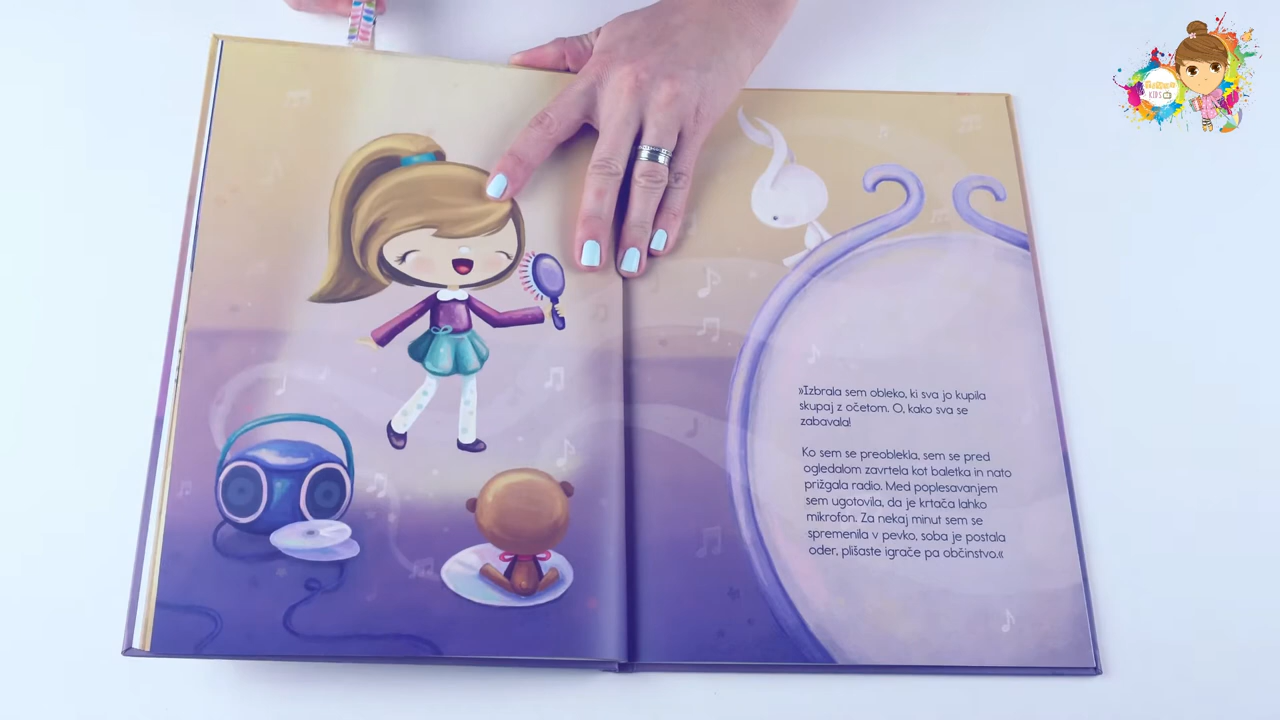 »Izbrala sem obleko, ki sva jo kupila
skupaj z očetom. O, kako sva se
zabavala!
Ko sem se preoblekla, sem se pred
ogledalom zavrtela kot baletka in nato
prižgala radio. Med poplesavanjem
sem ugotovila, da je krtača lahko
mikrofon. Za nekaj minut sem se
spremenila v pevko, soba je postala
oder, plišaste igrače pa občinstvo.«
KIDS